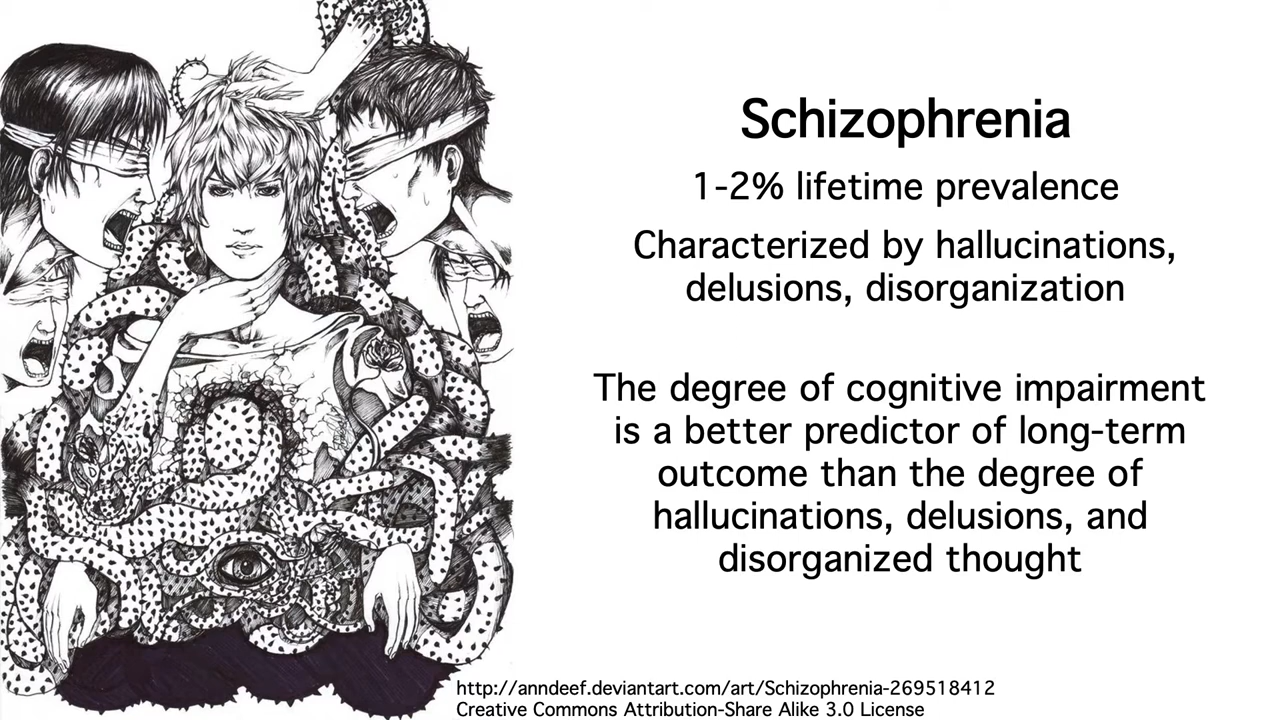 Schizophrenia
1-2% lifetime prevalence
Characterized by hallucinations,
delusions, disorganization
The degree of cognitive impairment
is a better predictor of long-term
outcome than the degree of
hallucinations, delusions, and
disorganized thought
http://anndeef.deviantart.com/art/Schizophrenia-269518412
Creative Commons Attribution-Share Alike 3.0 License